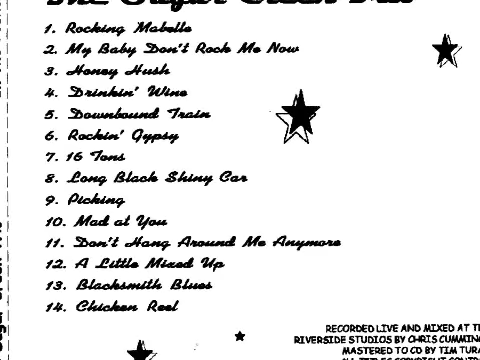 1. Rocking Mabelle
2. My Baby Don't Rock Me Now
3. Honey Hush
4. Drinkin' Wine
5. Downbound Train
6. Rockin' Gypsy
7. 16 Tons
8. Long Black Shiny Car
9. Picking
10. Mad at You
11. Don't Hang Around Me Anymore
12. A Little Mixed Up
13. Blacksmith Blues
14. Chicken Reel
RECORDED LIVE AND MIXED AT
RIVERSIDE STUDIOS BY CHRIS
MASTERED TO CD BY TIM